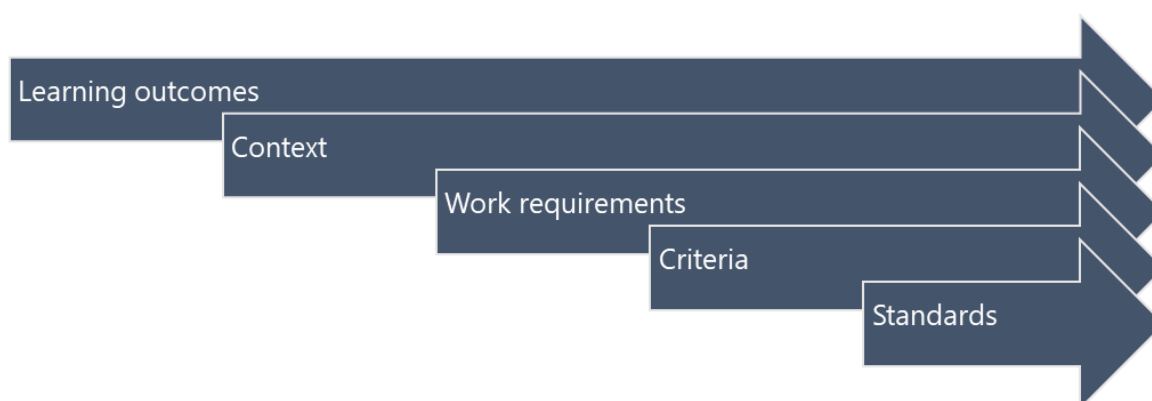 Learning outcomes
Context
Work requirements
Criteria
Standards